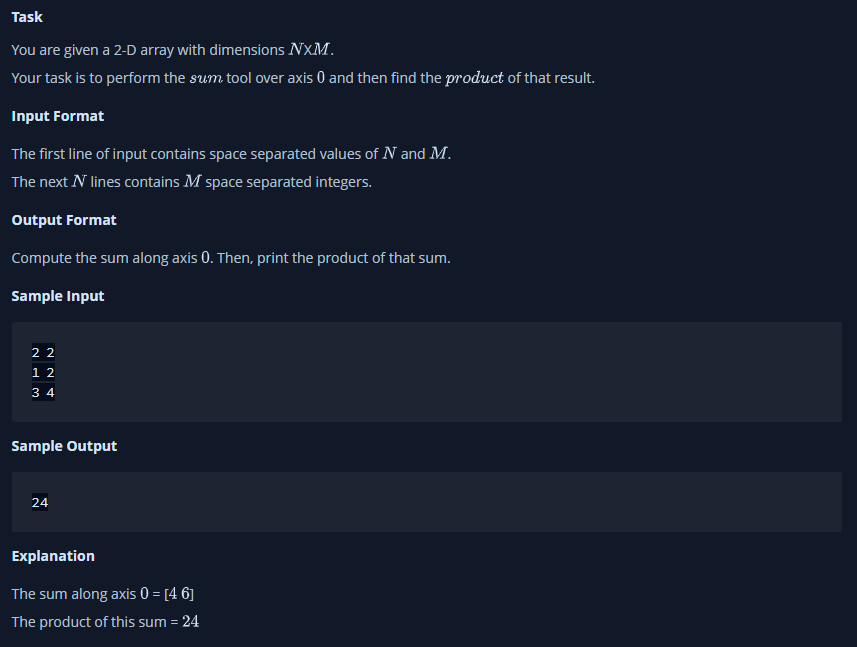 Task
You are given a 2-D array with dimensions NXM.
Your task is to perform the sum tool over axis 0 and then find the product of that result.
Input Format
The first line of input contains space separated values of N and M.
The next N lines contains M space separated integers.
Output Format
Compute the sum along axis 0. Then, print the product of that sum.
Sample Input
2 2
1 2
3 4
Sample Output
24
Explanation
The sum along axis 0 = [4 6]
The product of this sum = 24